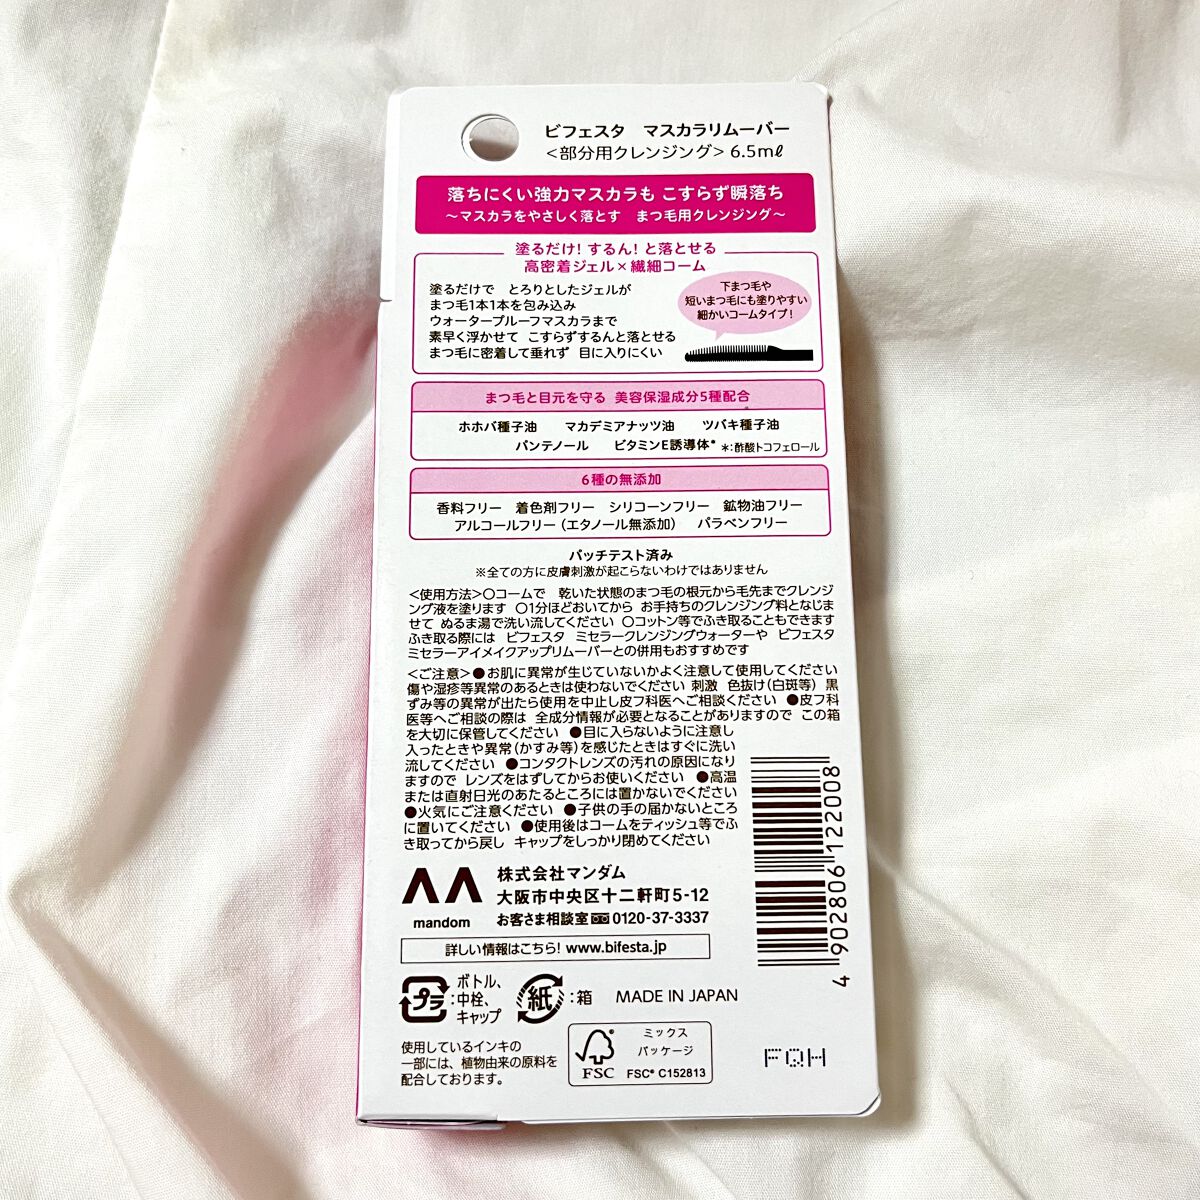 ビフェスタ　マスカラリムーバー
<部分用クレンジング> 6.5mℓ
落ちにくい強力マスカラも こすらず瞬落ち
～マスカラをやさしく落とす　まつ毛用クレンジング～
塗るだけ! するん! と落とせる
高密着ジェル×繊細コーム
塗るだけで　とろりとしたジェルが
まつ毛1本1本を包み込み
ウォータープルーフマスカラまで
素早く浮かせて こすらずするんと落とせる
まつ毛に密着して垂れず 目に入りにくい
下まつ毛や
短いまつ毛にも塗りやすい
細かいコームタイプ!
まつ毛と目元を守る 美容保湿成分5種配合
ホホバ種子油　マカデミアナッツ油　ツバキ種子油
パンテノール　ビタミンE誘導体* *:酢酸トコフェロール
6種の無添加
香料フリー　着色剤フリー　シリコーンフリー　鉱物油フリー
アルコールフリー (エタノール無添加)　パラベンフリー
パッチテスト済み
※全ての方に皮膚刺激が起こらないわけではありません
<使用方法>○コームで　乾いた状態のまつ毛の根元から毛先までクレンジ
ング液を塗ります ○1分ほどおいてから お手持ちのクレンジング料となじま
せて ぬるま湯で洗い流してください ○コットン等でふき取ることもできます
ふき取る際には ビフェスタ ミセラークレンジングウォーターや ビフェスタ
ミセラーアイメイクアップリムーバーとの併用もおすすめです
<ご注意>●お肌に異常が生じていないかよく注意して使用してください
傷や湿疹等異常のあるときは使わないでください 刺激 色抜け(白斑等) 黒
ずみ等の異常が出たら使用を中止し皮フ科医へご相談ください ●皮フ科
医等へご相談の際は 全成分情報が必要となることがありますので この箱
を大切に保管してください ●目に入らないように注意し
入ったときや異常(かすみ等)を感じたときはすぐに洗い
流してください ●コンタクトレンズの汚れの原因になり
ますので レンズをはずしてからお使いください ●高温
または直射日光のあたるところには置かないでください
●火気にご注意ください ●子供の手の届かないところ
に置いてください ●使用後はコームをティッシュ等でふ
き取ってから戻し キャップをしっかり閉めてください
株式会社マンダム
大阪市中央区十二軒町5-12
mandom
お客さま相談室 0120-37-3337
詳しい情報はこちら! www.bifesta.jp
4 902806 122008
プラ
:ボトル、
中栓、
キャップ
紙 :箱
MADE IN JAPAN
使用しているインキの
一部には、植物由来の原料を
配合しております。
FSC
ミックス
パッケージ
FSC® C152813
FQH